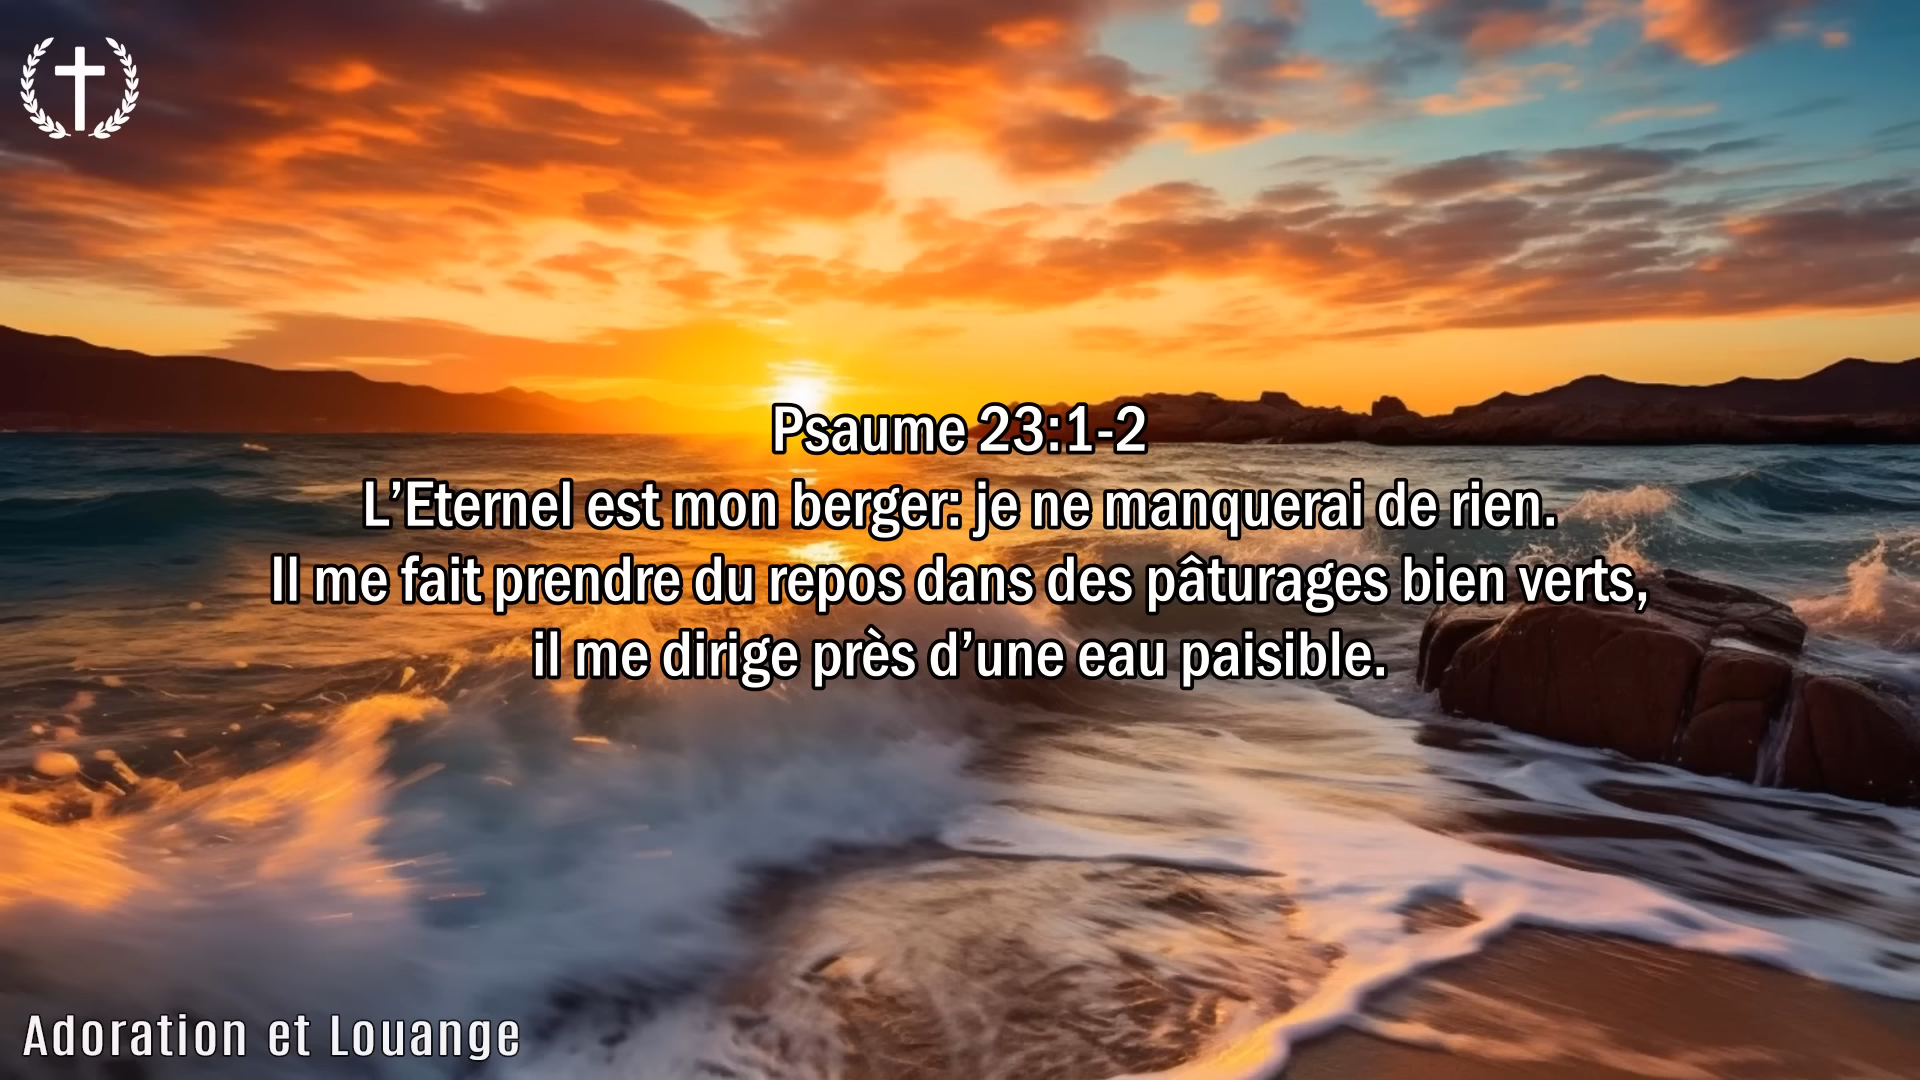 Psaume 23:1-2
L’Eternel est mon berger: je ne manquerai de rien.
Il me fait prendre du repos dans des pâturages bien verts,
il me dirige près d’une eau paisible.
Adoration et Louange